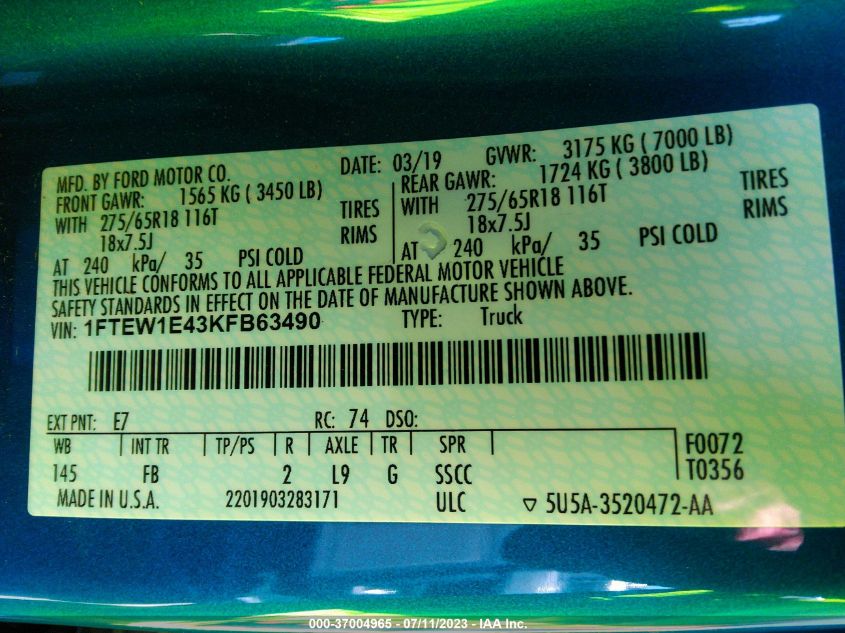 MFD. BY FORD MOTOR CO. DATE: 03/19 GVWR: 3175 KG ( 7000 LB)
FRONT GAWR: 1565 KG ( 3450 LB) REAR GAWR: 1724 KG ( 3800 LB)
WITH 275/65R18 116T TIRES WITH 275/65R18 116T TIRES
18x7.5J RIMS 18x7.5J RIMS
AT 240 kPa/ 35 PSI COLD AT 240 kPa/ 35 PSI COLD
THIS VEHICLE CONFORMS TO ALL APPLICABLE FEDERAL MOTOR VEHICLE
SAFETY STANDARDS IN EFFECT ON THE DATE OF MANUFACTURE SHOWN ABOVE.
VIN: 1FTEW1E43KFB63490 TYPE: Truck
EXT PNT: E7 RC: 74 DSO:
WB INT TR TP/PS R AXLE TR SPR F0072
145 FB 2 L9 G SSCC T0356
MADE IN U.S.A. 2201903283171 ULC ▽ 5U5A-3520472-AA
000-37004965 - 07/11/2023 - IAA Inc.